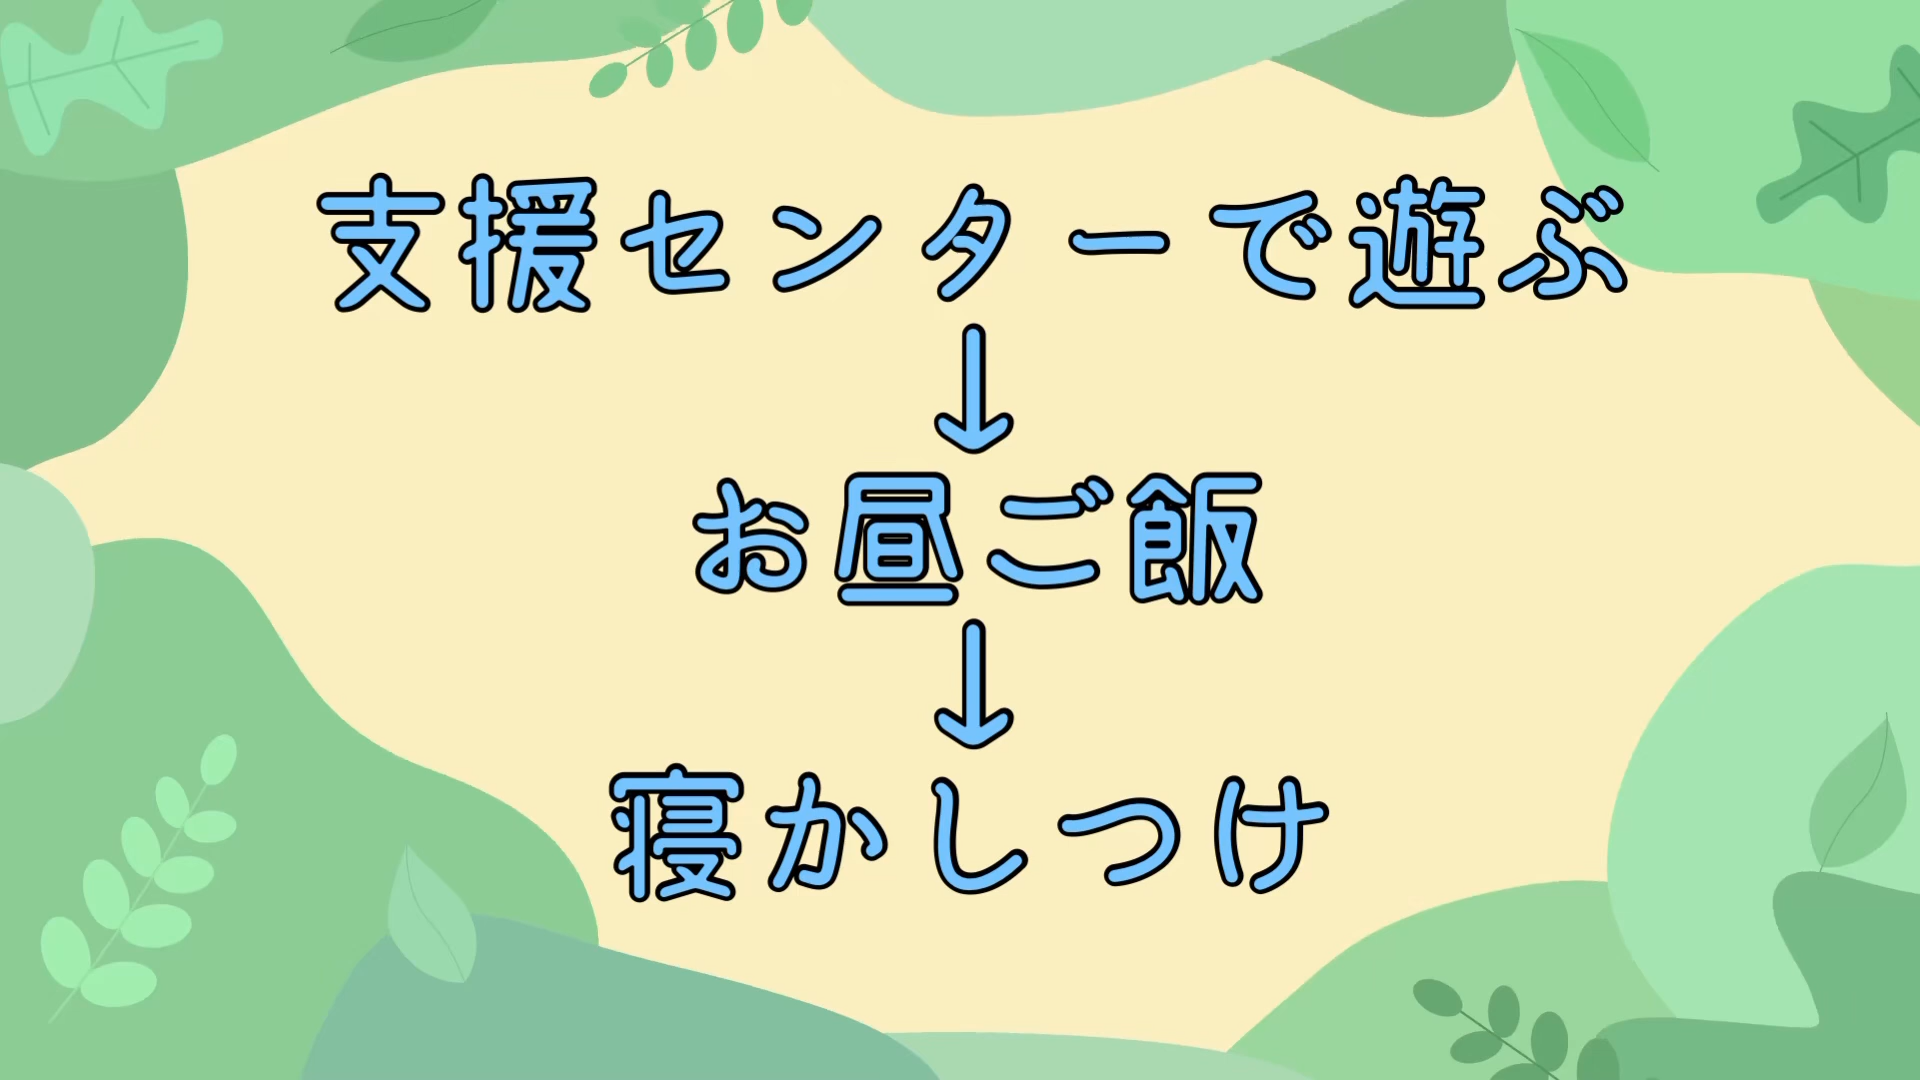 支援センターで遊ぶ
↓
お昼ご飯
↓
寝かしつけ